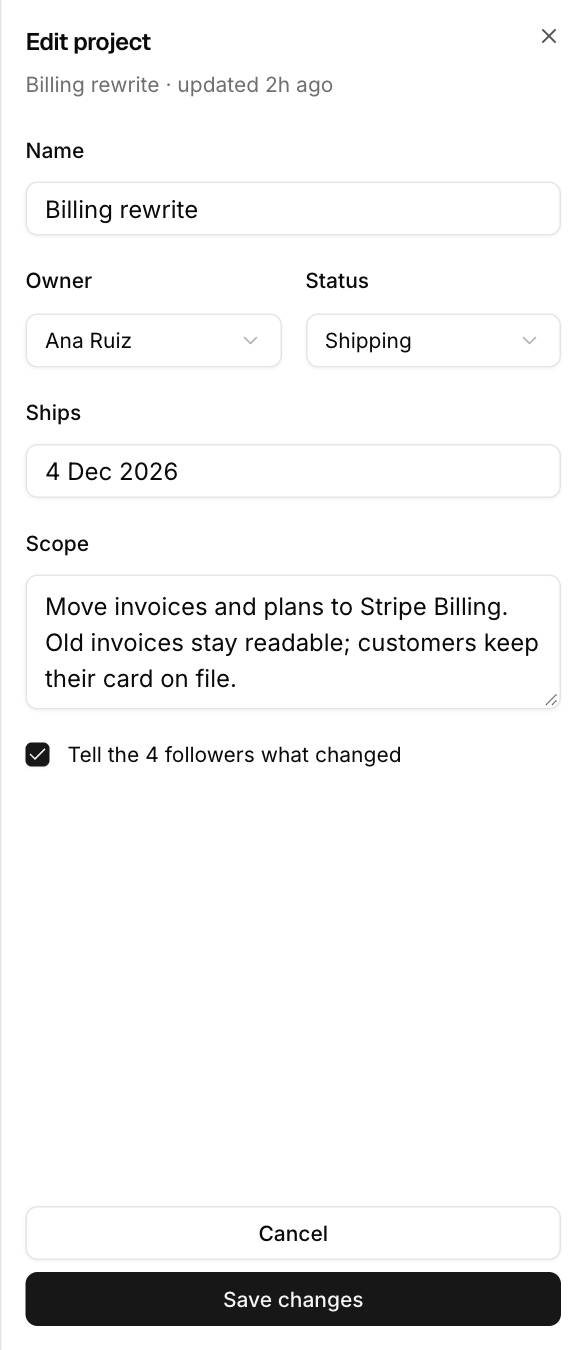 Edit project
Billing rewrite · updated 2h ago
Name
Billing rewrite
Owner
Status
Ana Ruiz
Shipping
Ships
4 Dec 2026
Scope
Move invoices and plans to Stripe Billing.
Old invoices stay readable; customers keep
their card on file.
Tell the 4 followers what changed
Cancel
Save changes